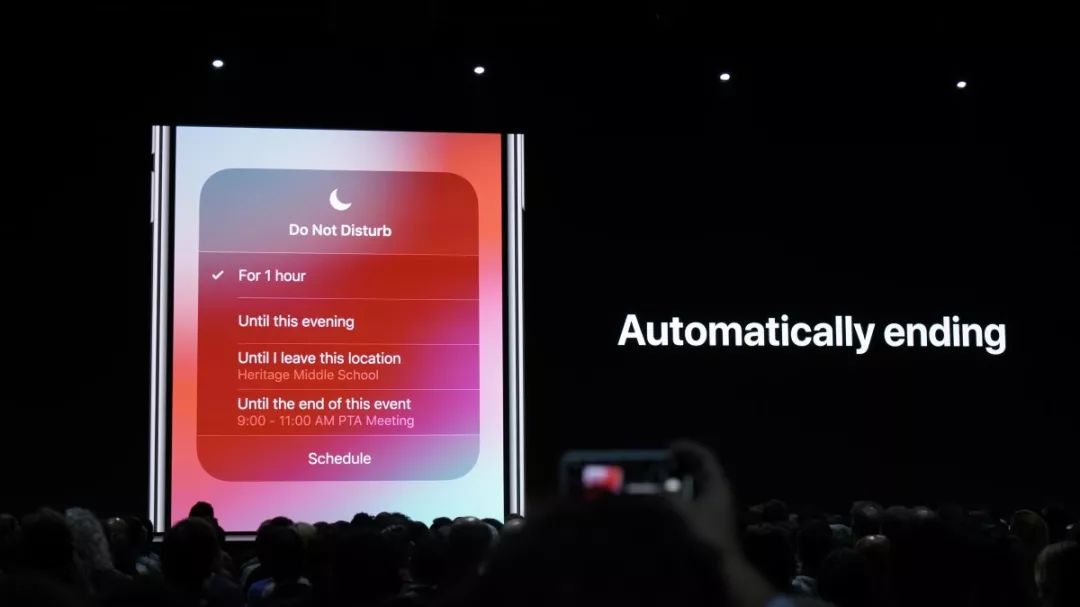 Do Not Disturb
For 1 hour
Until this evening
Until I leave this location
Heritage Middle School
Until the end of this event
9:00 - 11:00 AM PTA Meeting
Schedule
Automatically ending